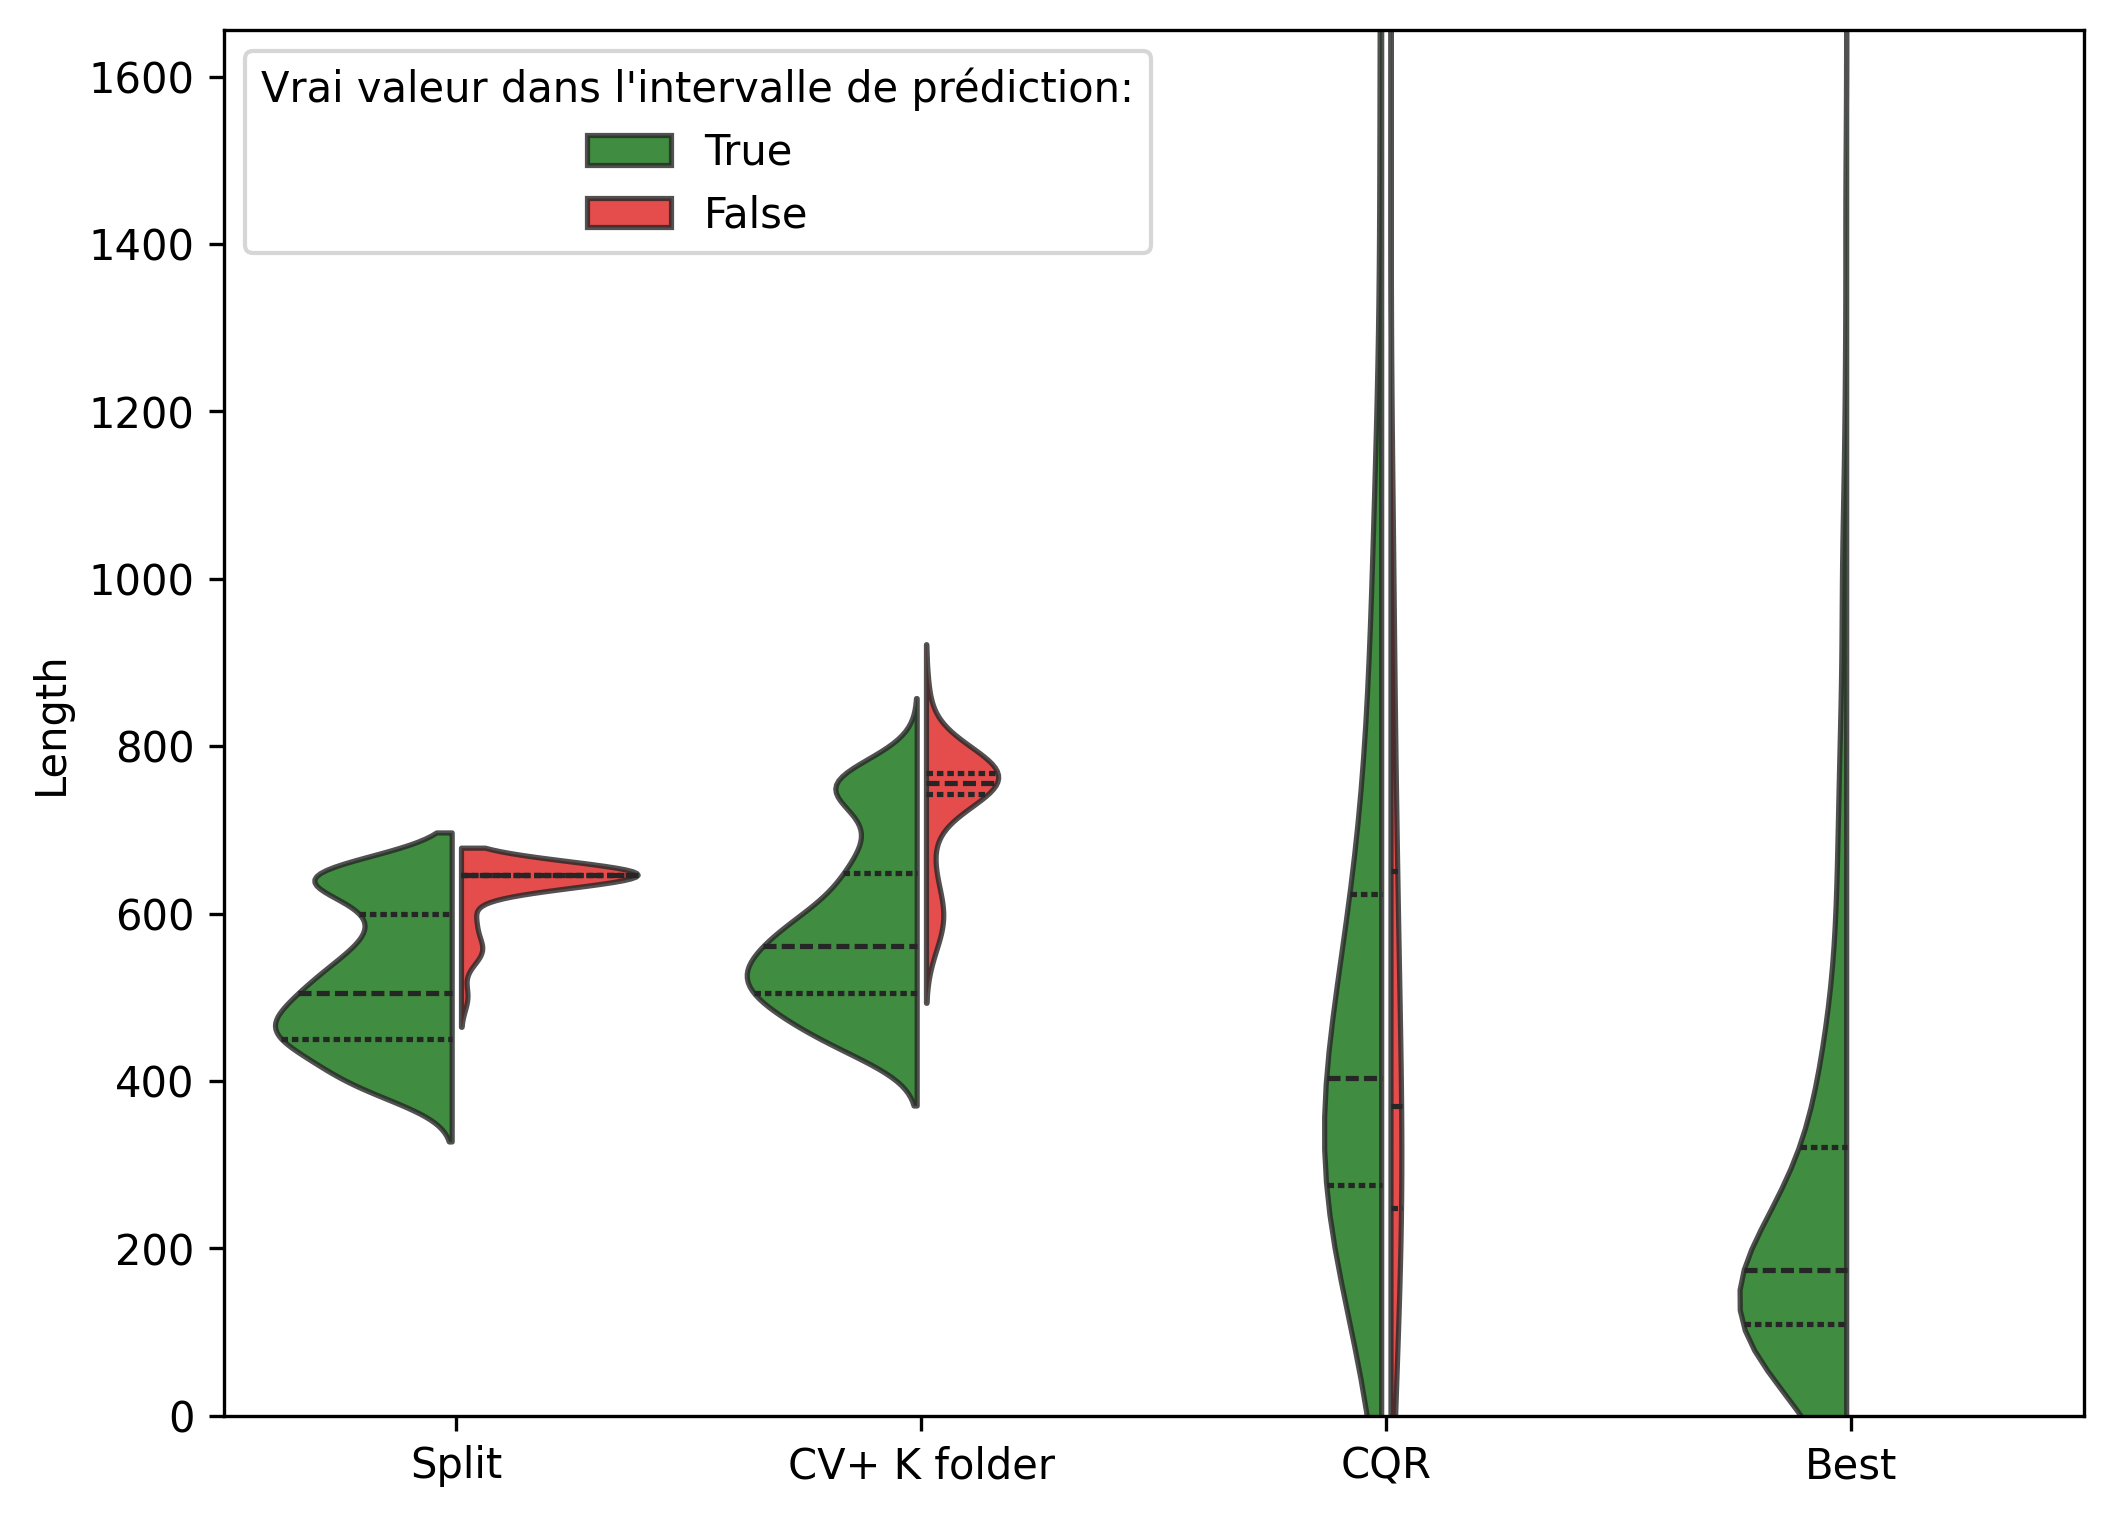 Vrai valeur dans l'intervalle de prédiction:
True
False
1600
1400
1200
1000
800
600
400
200
0
Length
Split
CV+ K folder
CQR
Best